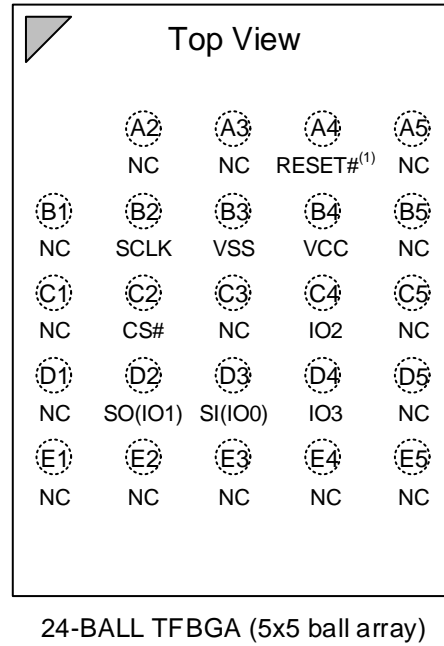 Top View
A2 A3 A4 A5
NC NC RESET#(1) NC
B1 B2 B3 B4 B5
NC SCLK VSS VCC NC
C1 C2 C3 C4 C5
NC CS# NC IO2 NC
D1 D2 D3 D4 D5
NC SO(IO1) SI(IO0) IO3 NC
E1 E2 E3 E4 E5
NC NC NC NC NC
24-BALL TFBGA (5x5 ball array)